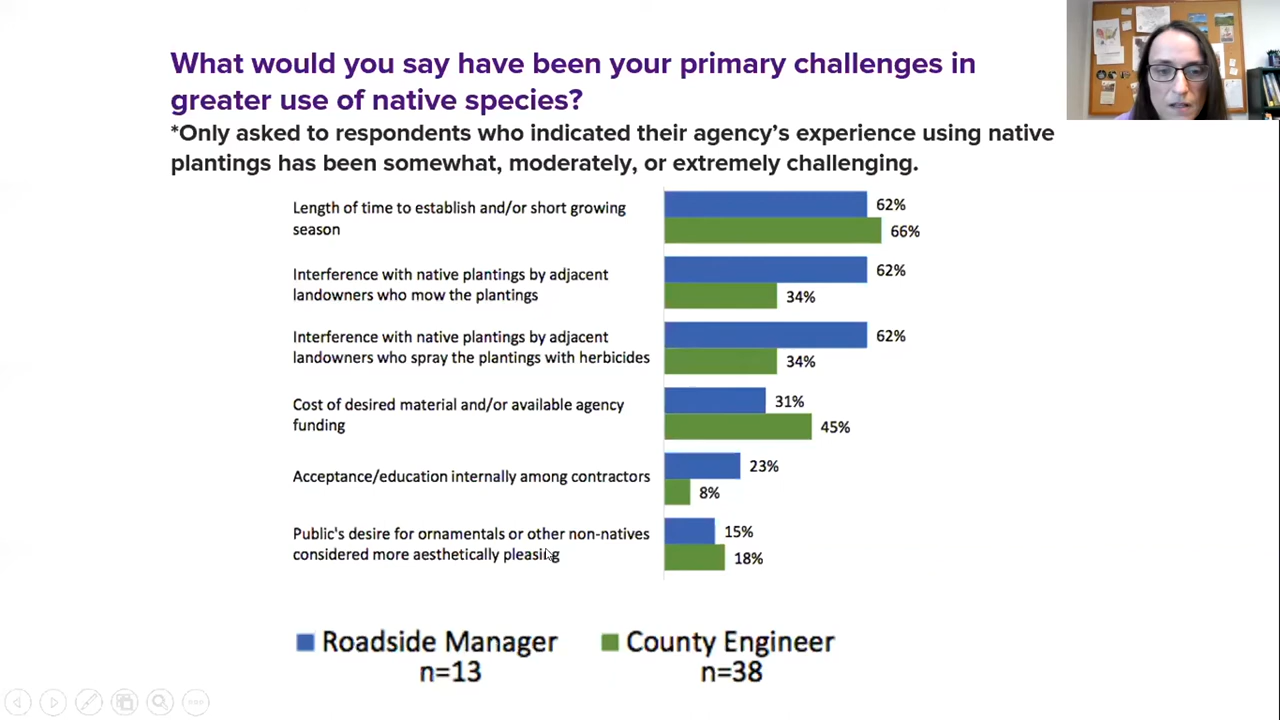 What would you say have been your primary challenges in
greater use of native species?
*Only asked to respondents who indicated their agency's experience using native
plantings has been somewhat, moderately, or extremely challenging.
Length of time to establish and/or short growing
season
62%
66%
Interference with native plantings by adjacent
landowners who mow the plantings
62%
34%
Interference with native plantings by adjacent
landowners who spray the plantings with herbicides
62%
34%
Cost of desired material and/or available agency
funding
31%
45%
Acceptance/education internally among contractors
23%
8%
Public's desire for ornamentals or other non-natives
considered more aesthetically pleasing
15%
18%
Roadside Manager
n=13
County Engineer
n=38